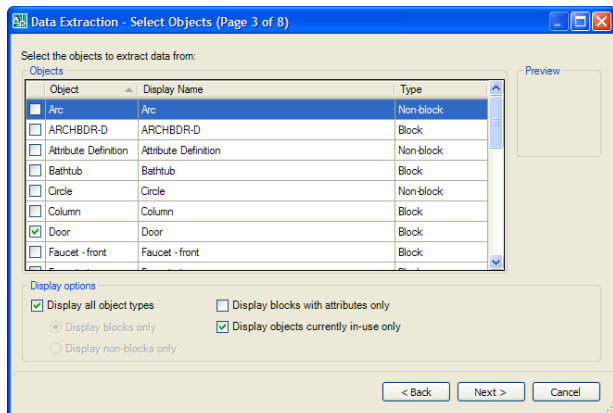 Data Extraction - Select Objects (Page 3 of 8)
Select the objects to extract data from:
Objects
Preview
Object Display Name Type
Arc Arc Non-block
ARCHBDR-D ARCHBDR-D Block
Attribute Definition Attribute Definition Non-block
Bathtub Bathtub Block
Circle Circle Non-block
Column Column Block
Door Door Block
Faucet - front Faucet - front Block
Display options
Display all object types Display blocks with attributes only
Display blocks only Display objects currently in-use only
Display non-blocks only
< Back Next > Cancel